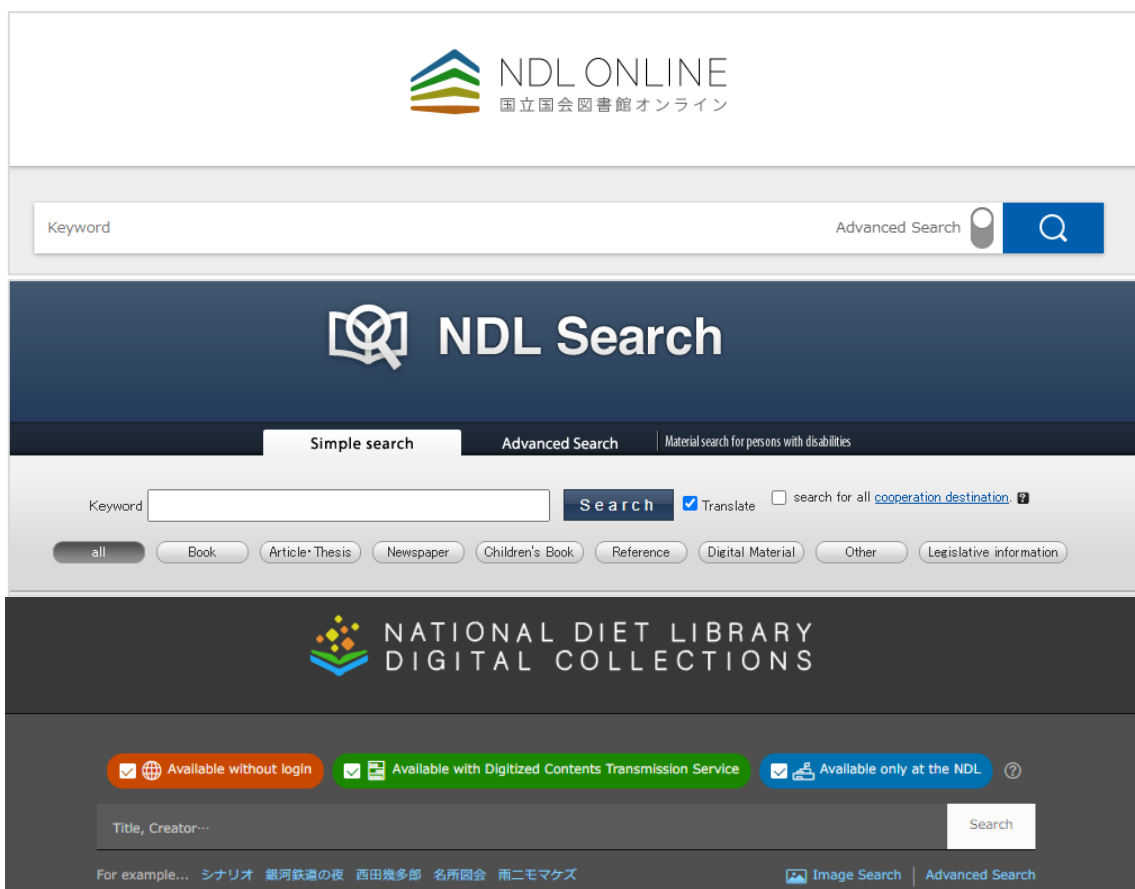 NDL ONLINE
国立国会図書館オンライン
Keyword
Advanced Search
NDL Search
Simple search
Advanced Search
Material search for persons with disabilities
Keyword
Search
Translate
search for all cooperation destination. ?
all
Book
Article・Thesis
Newspaper
Children's Book
Reference
Digital Material
Other
Legislative information
NATIONAL DIET LIBRARY
DIGITAL COLLECTIONS
Available without login
Available with Digitized Contents Transmission Service
Available only at the NDL
?
Title, Creator…
Search
For example... シナリオ 銀河鉄道の夜 西田幾多郎 名所図会 雨ニモマケズ
Image Search
Advanced Search